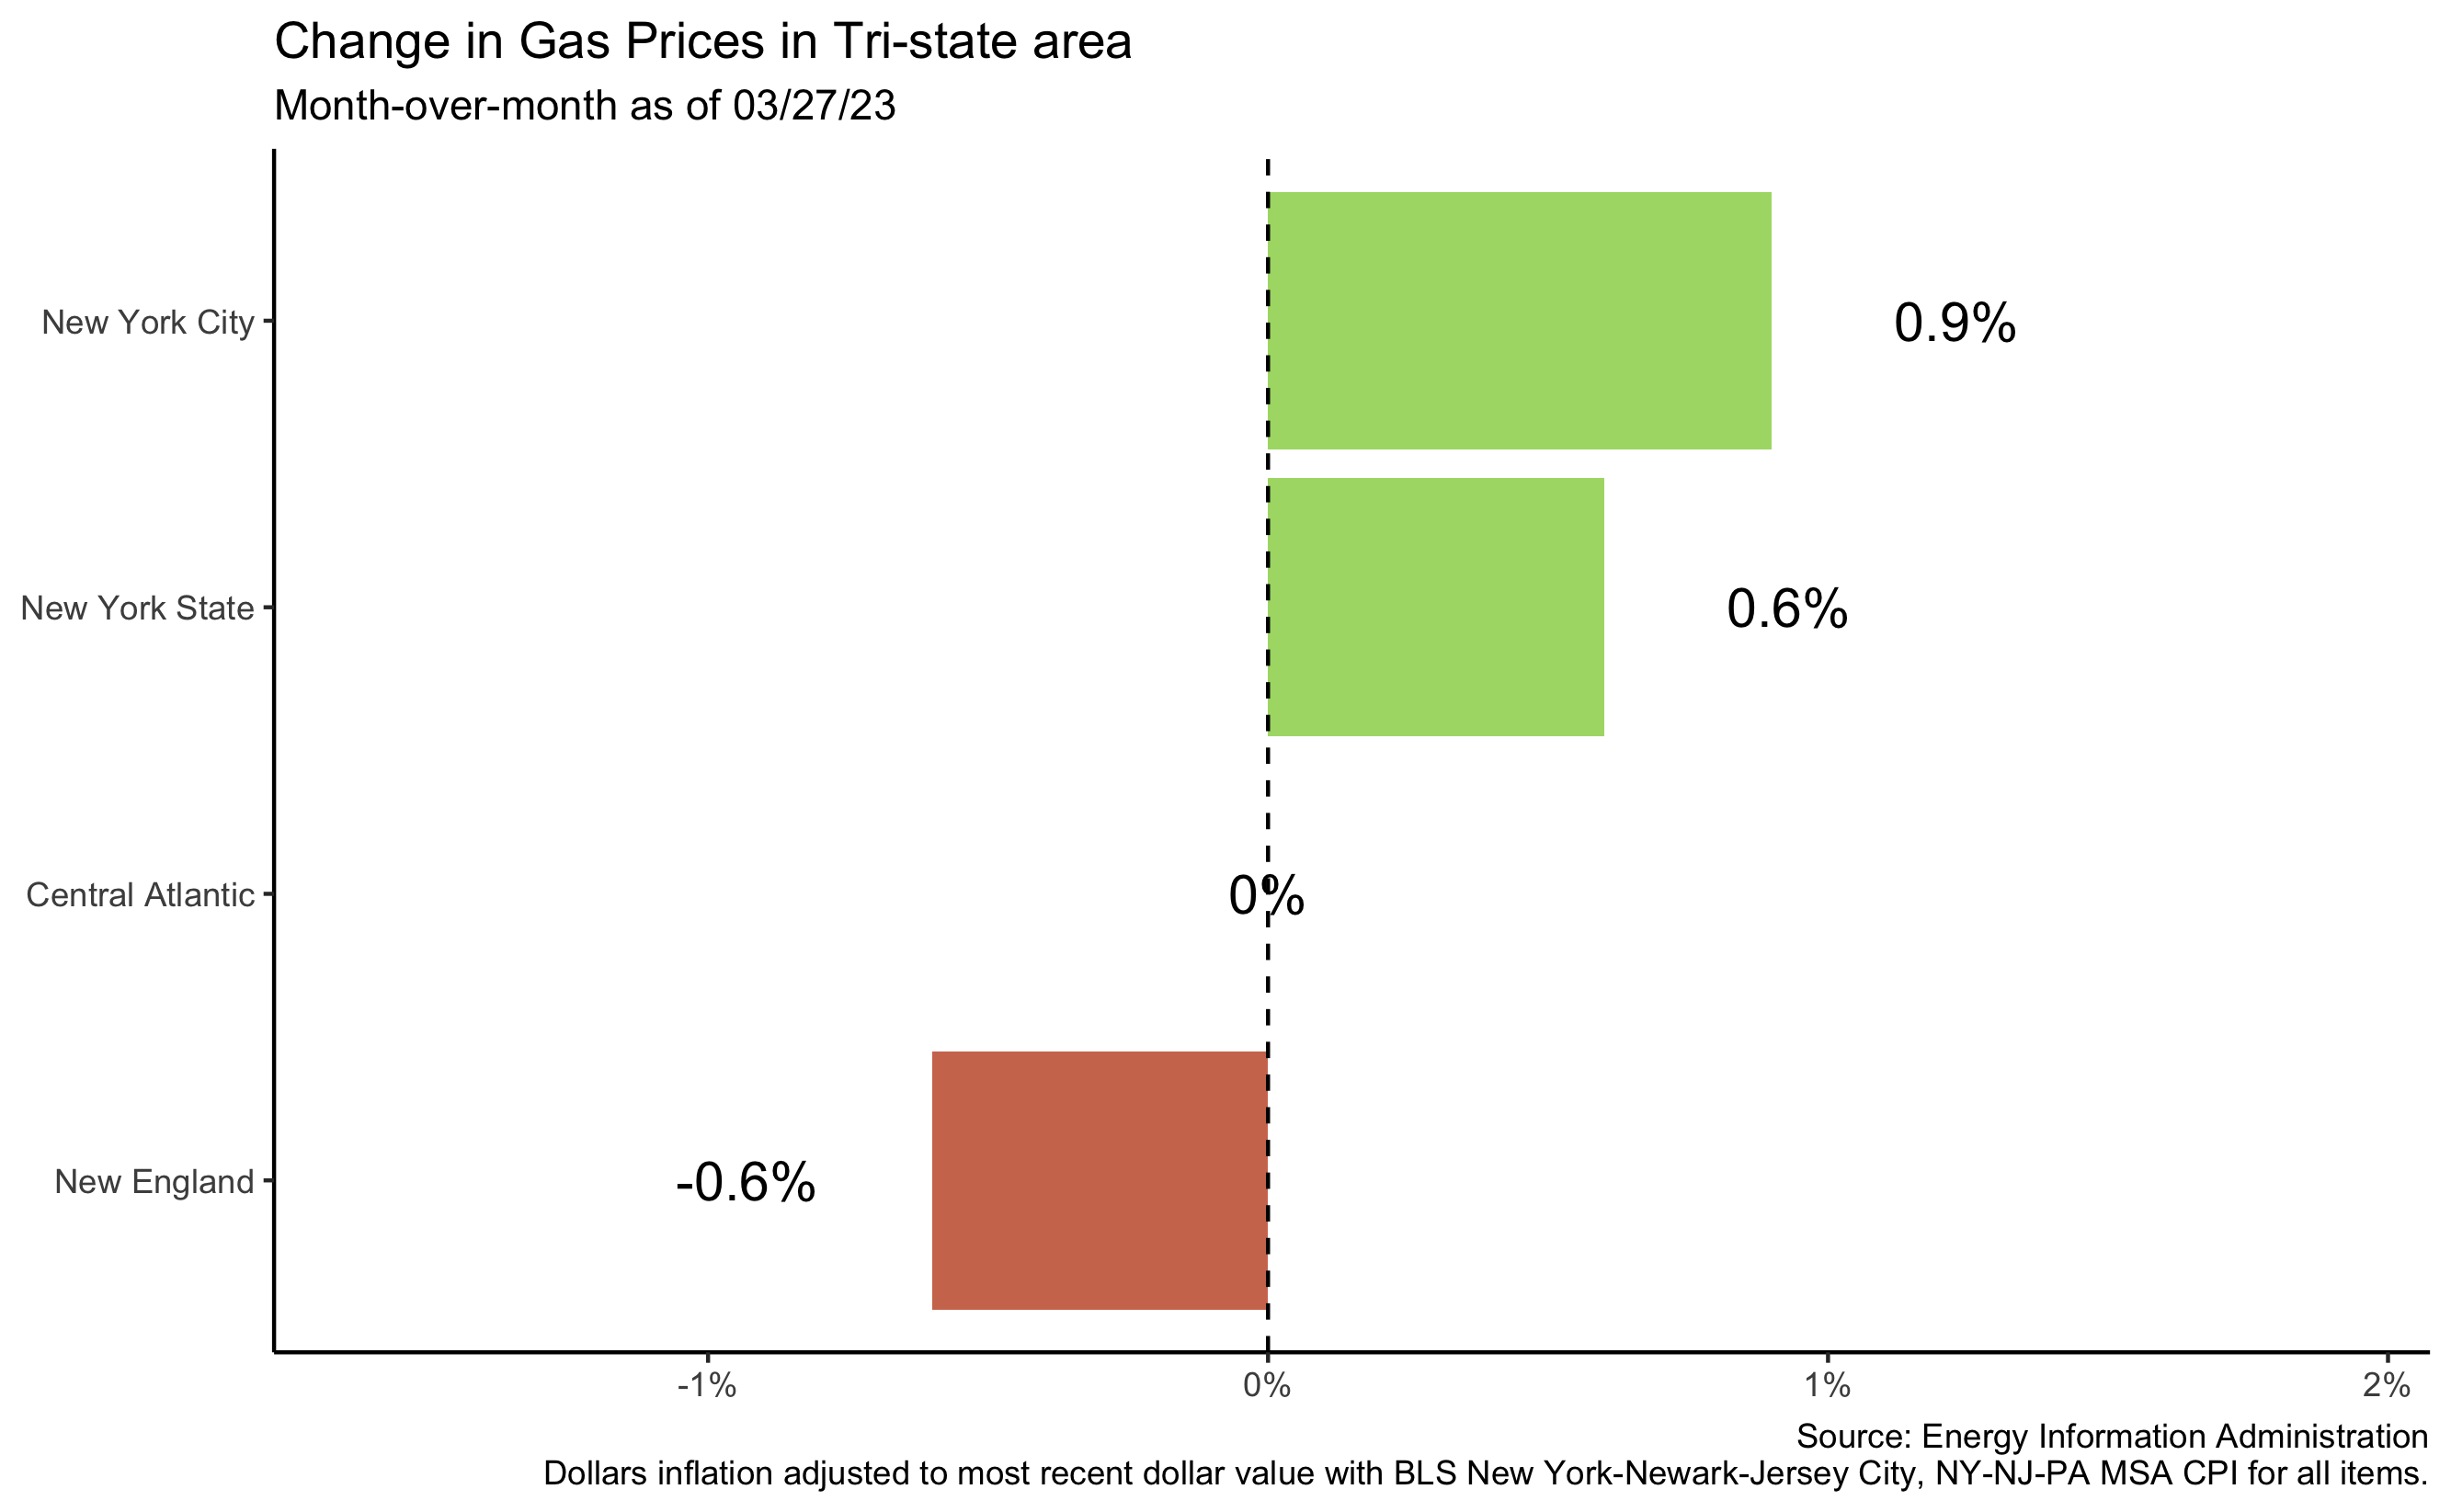 Change in Gas Prices in Tri-state area
Month-over-month as of 03/27/23
New York City
0.9%
New York State
0.6%
Central Atlantic
0%
New England
-0.6%
-1%
0%
1%
2%
Source: Energy Information Administration
Dollars inflation adjusted to most recent dollar value with BLS New York-Newark-Jersey City, NY-NJ-PA MSA CPI for all items.